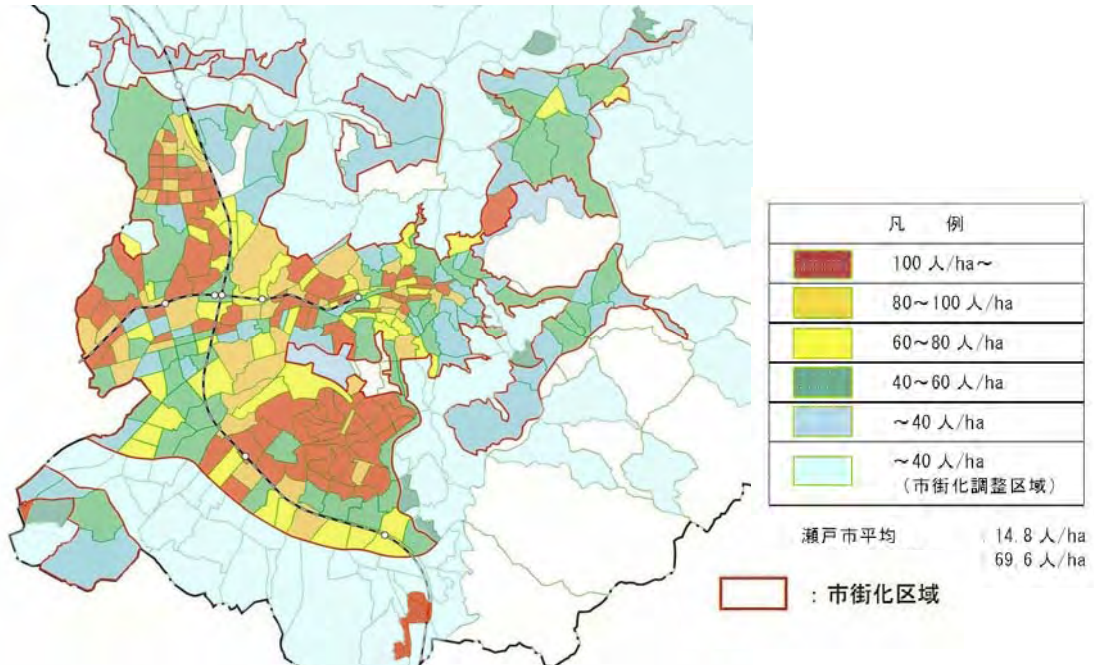 凡 例
100 人/ha～
80～100 人/ha
60～80 人/ha
40～60 人/ha
～40 人/ha
～40 人/ha
(市街化調整区域)
瀬戸市平均 14.8 人/ha
69.6 人/ha
：市街化区域